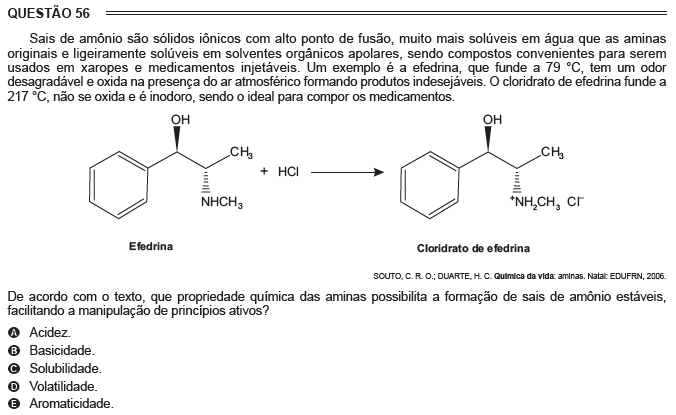 QUESTÃO 56
Sais de amônio são sólidos iônicos com alto ponto de fusão, muito mais solúveis em água que as aminas
originais e ligeiramente solúveis em solventes orgânicos apolares, sendo compostos convenientes para serem
usados em xaropes e medicamentos injetáveis. Um exemplo é a efedrina, que funde a 79 °C, tem um odor
desagradável e oxida na presença do ar atmosférico formando produtos indesejáveis. O cloridrato de efedrina funde a
217 °C, não se oxida e é inodoro, sendo o ideal para compor os medicamentos.
OH OH
CH₃ CH₃
+ HCl
NHCH₃ ⁺NH₂CH₃ Cl⁻
Efedrina Cloridrato de efedrina
SOUTO, C. R. O.; DUARTE, H. C. Química da vida: aminas. Natal: EDUFRN, 2006.
De acordo com o texto, que propriedade química das aminas possibilita a formação de sais de amônio estáveis,
facilitando a manipulação de princípios ativos?
A Acidez.
B Basicidade.
C Solubilidade.
D Volatilidade.
E Aromaticidade.